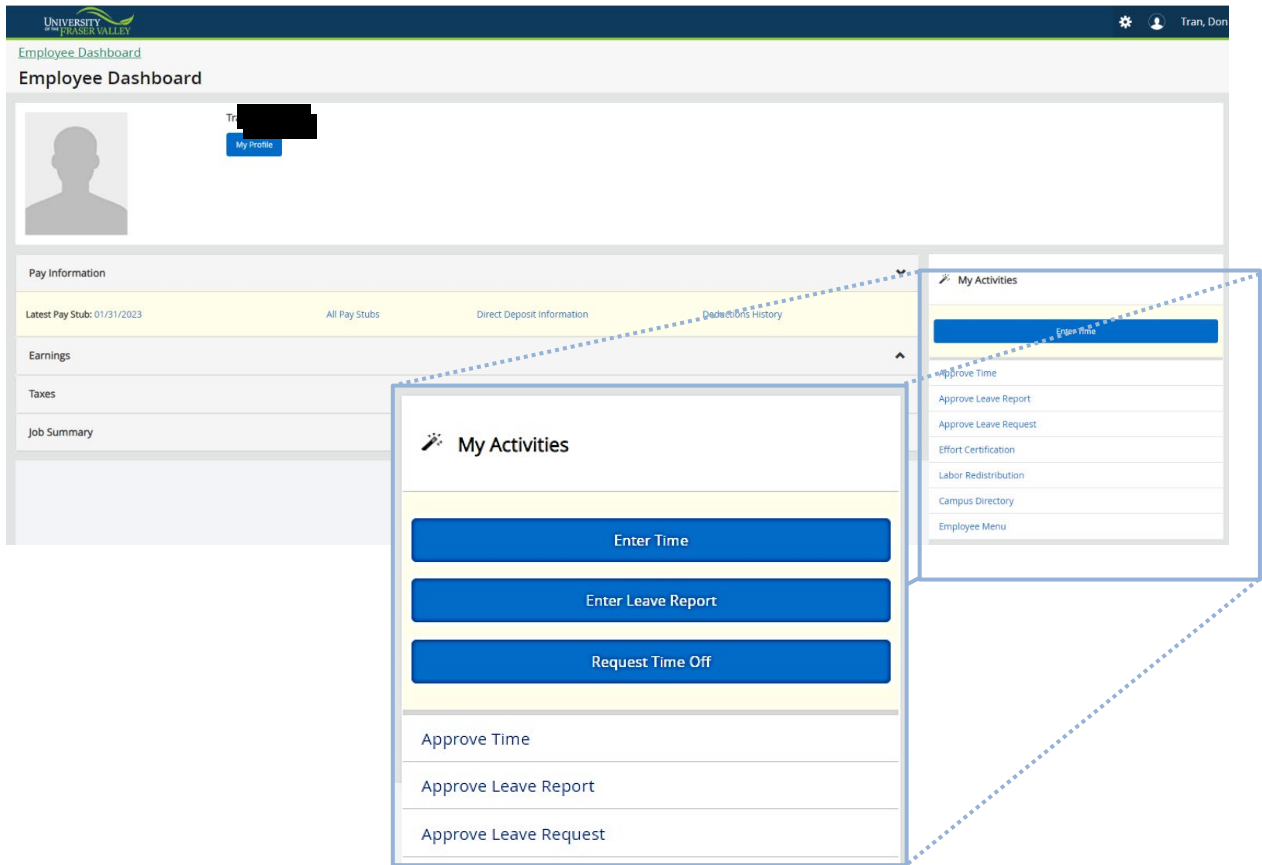 UNIVERSITY
OF THE FRASER VALLEY
Tran, Don
Employee Dashboard
Employee Dashboard
My Profile
Pay Information
Latest Pay Stub: 01/31/2023 All Pay Stubs Direct Deposit Information Deductions History
Earnings
Taxes
Job Summary
My Activities
Enter Time
Approve Time
Approve Leave Report
Approve Leave Request
Effort Certification
Labor Redistribution
Campus Directory
Employee Menu
My Activities
Enter Time
Enter Leave Report
Request Time Off
Approve Time
Approve Leave Report
Approve Leave Request